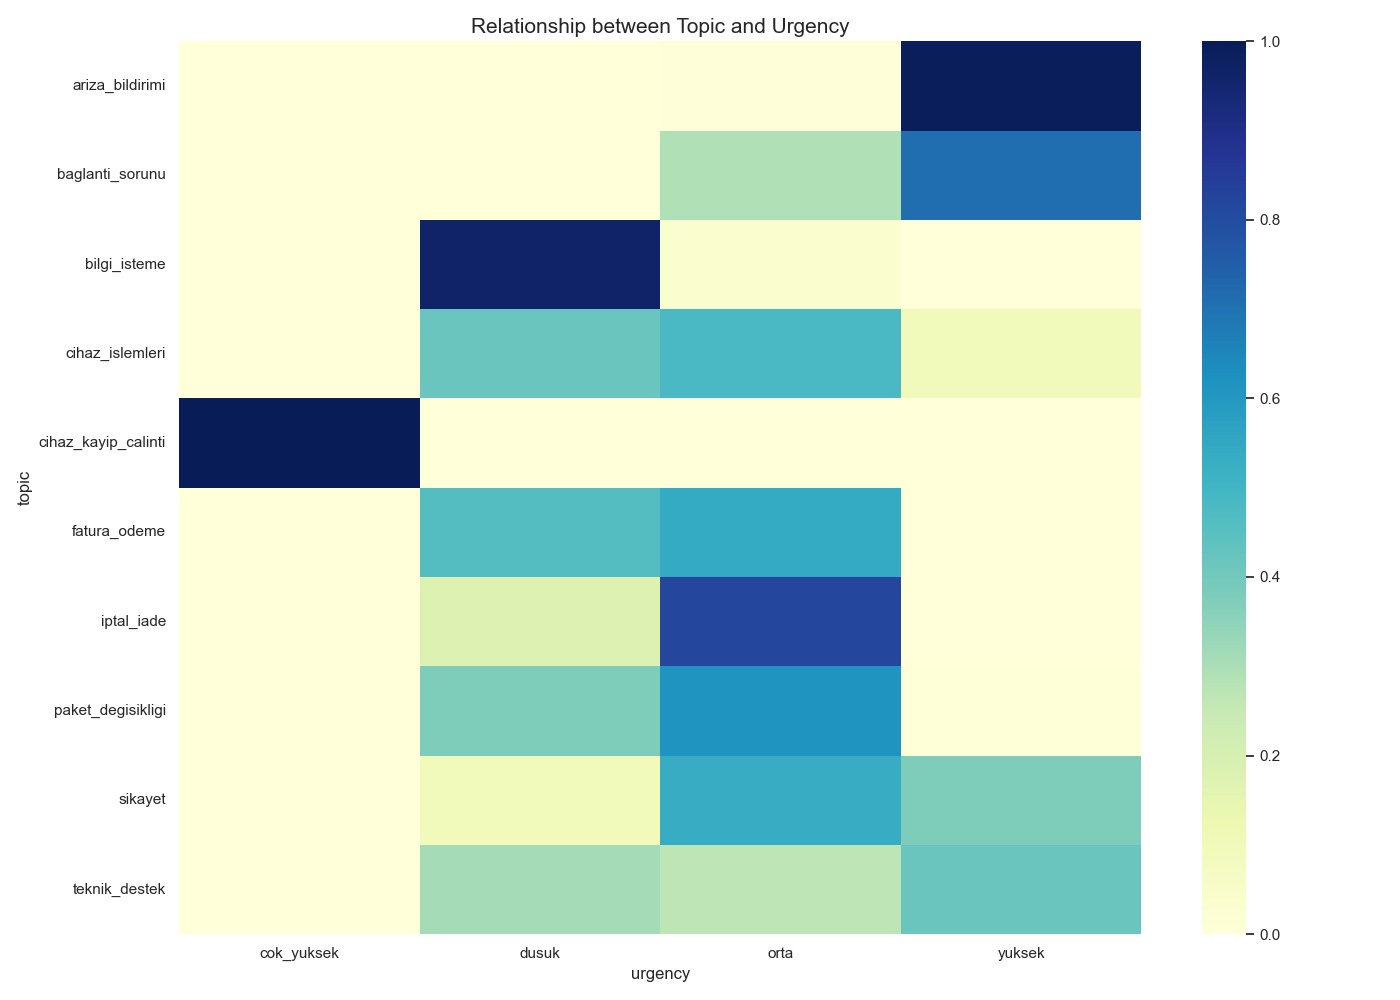 Relationship between Topic and Urgency
ariza_bildirimi
baglanti_sorunu
bilgi_isteme
cihaz_islemleri
cihaz_kayip_calinti
fatura_odeme
iptal_iade
paket_degisikligi
sikayet
teknik_destek
topic
cok_yuksek
dusuk
orta
yuksek
urgency
1.0
0.8
0.6
0.4
0.2
0.0